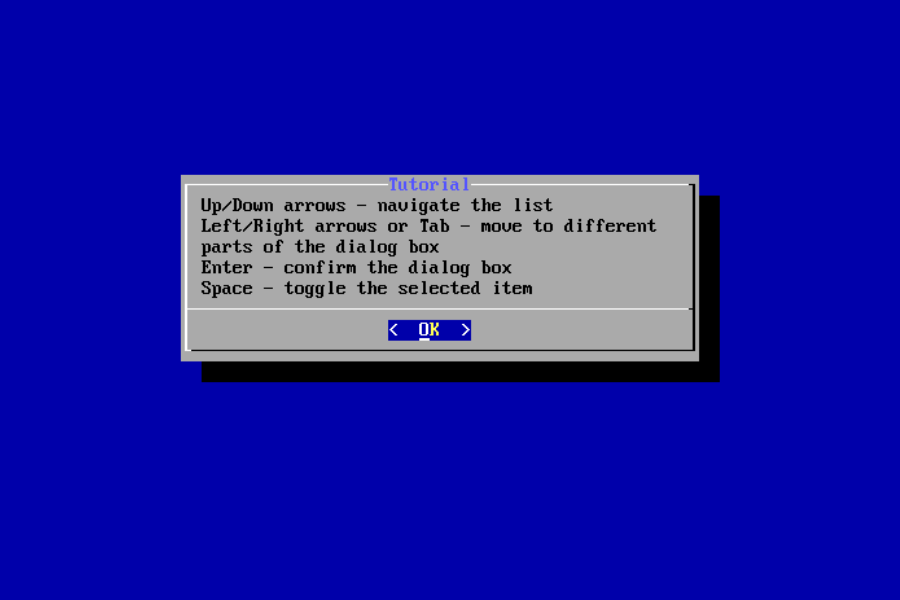 Tutorial
Up/Down arrows - navigate the list
Left/Right arrows or Tab - move to different
parts of the dialog box
Enter - confirm the dialog box
Space - toggle the selected item
< OK >